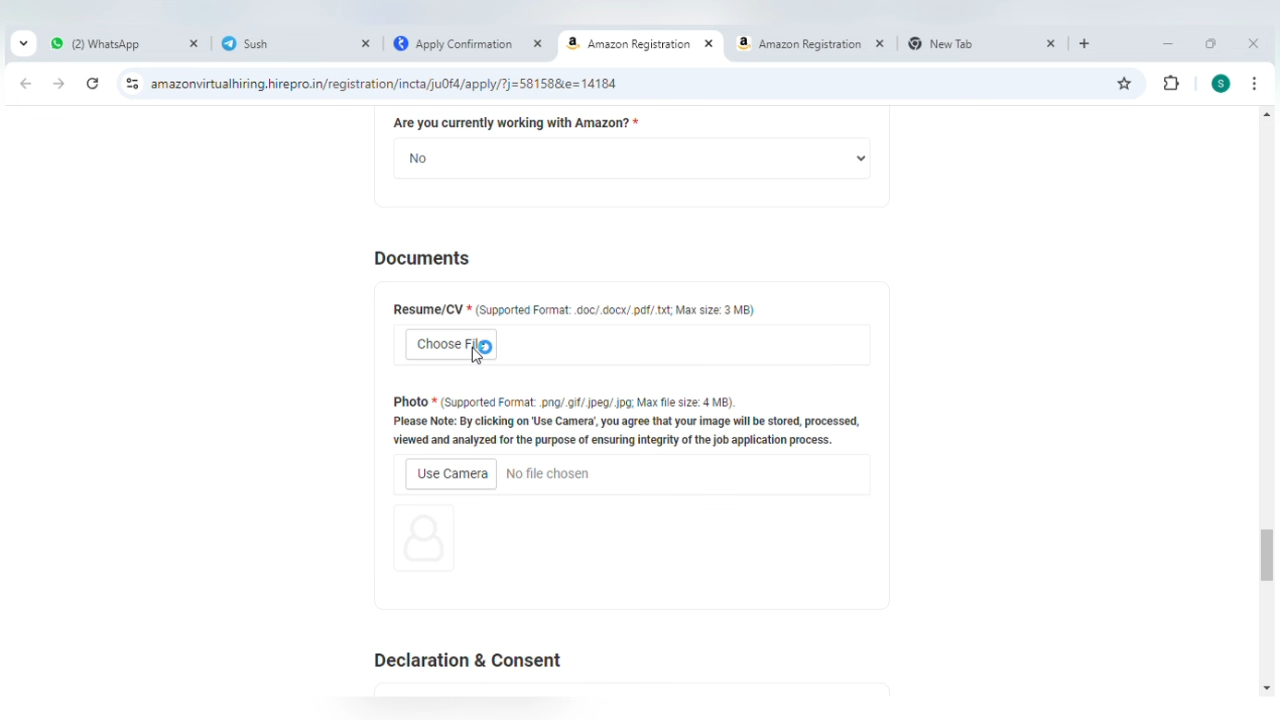 (2) WhatsApp
Sush
Apply Confirmation
Amazon Registration
Amazon Registration
New Tab
amazonvirtualhiring.hirepro.in/registration/incta/ju0f4/apply/?j=58158&e=14184
S
Are you currently working with Amazon? *
No
Documents
Resume/CV * (Supported Format: .doc/.docx/.pdf/.txt; Max size: 3 MB)
Choose File
Photo * (Supported Format: .png/.gif/.jpeg/.jpg; Max file size: 4 MB).
Please Note: By clicking on 'Use Camera', you agree that your image will be stored, processed,
viewed and analyzed for the purpose of ensuring integrity of the job application process.
Use Camera No file chosen
Declaration & Consent